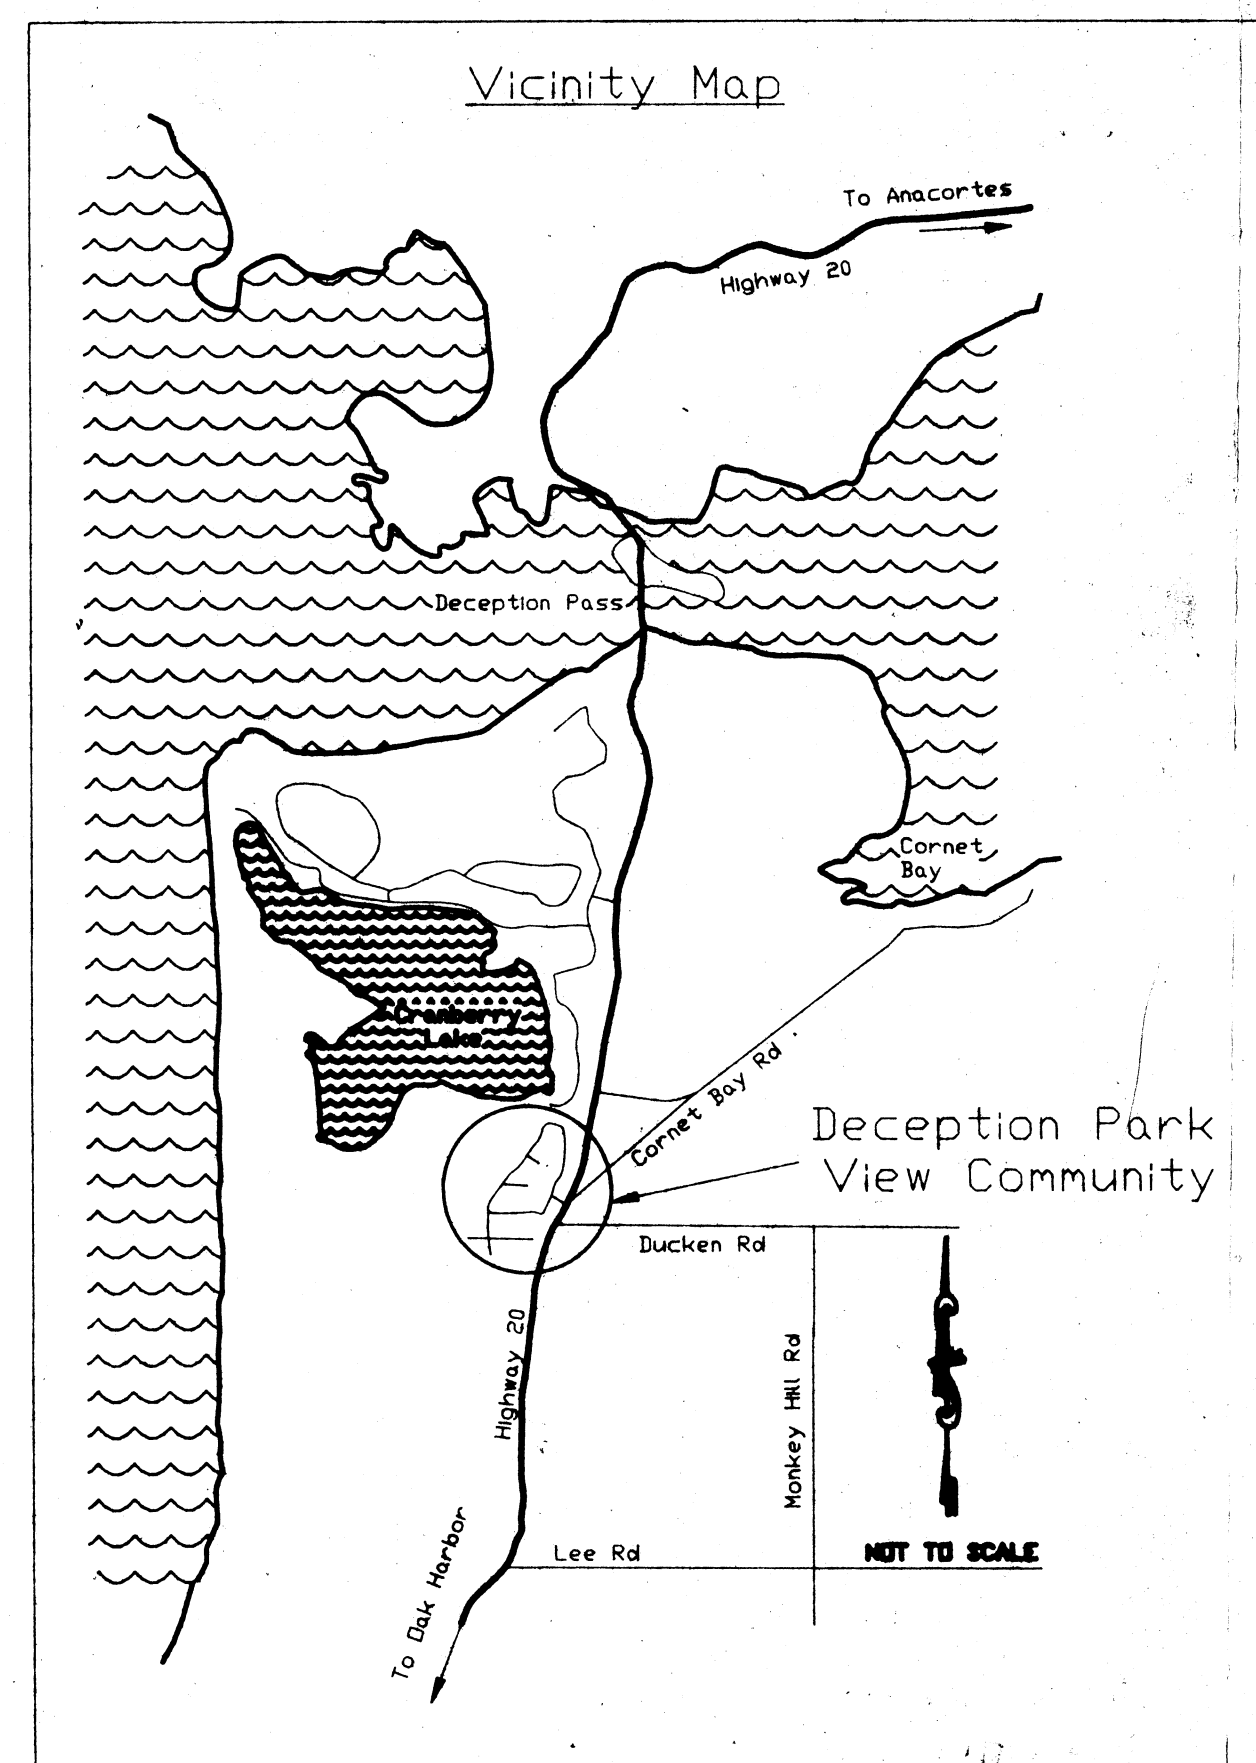 Vicinity Map
To Anacortes
Highway 20
Deception Pass
Cornet
Bay
Cranberry
Lake
Cornet Bay Rd
Deception Park
View Community
Ducken Rd
Highway 20
Monkey Hill Rd
Lee Rd
NOT TO SCALE
To Oak Harbor